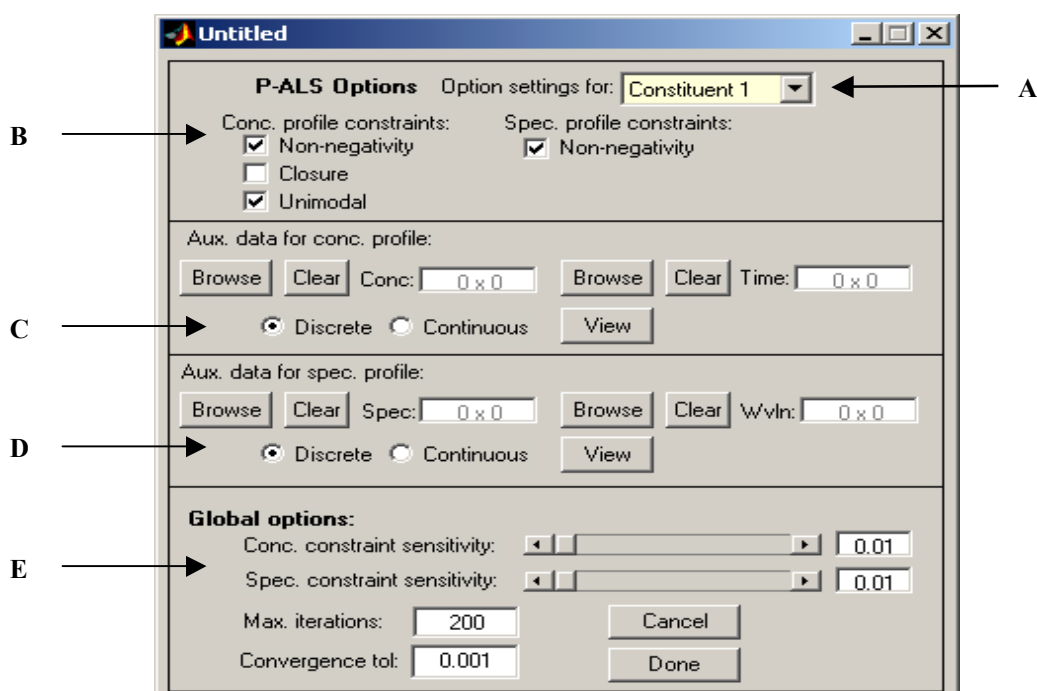 Untitled
P-ALS Options Option settings for: Constituent 1
A
B
Conc. profile constraints: Spec. profile constraints:
Non-negativity Non-negativity
Closure
Unimodal
Aux. data for conc. profile:
Browse Clear Conc: 0 x 0 Browse Clear Time: 0 x 0
C
Discrete Continuous View
Aux. data for spec. profile:
Browse Clear Spec: 0 x 0 Browse Clear Wvln: 0 x 0
D
Discrete Continuous View
Global options:
Conc. constraint sensitivity: 0.01
E
Spec. constraint sensitivity: 0.01
Max. iterations: 200 Cancel
Convergence tol: 0.001 Done